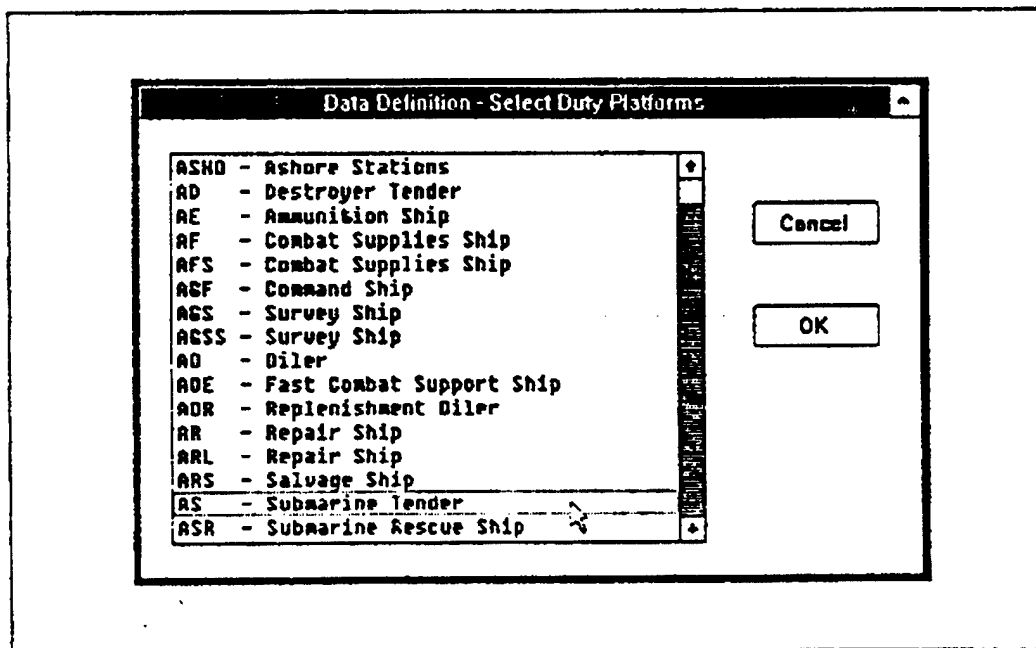 Data Definition - Select Duty Platforms
ASHO - Ashore Stations
AD - Destroyer Tender
AE - Ammunition Ship
AF - Combat Supplies Ship
AFS - Combat Supplies Ship
AGF - Command Ship
AGS - Survey Ship
AGSS - Survey Ship
AO - Oiler
AOE - Fast Combat Support Ship
AOR - Replenishment Oiler
AR - Repair Ship
ARL - Repair Ship
ARS - Salvage Ship
AS - Submarine Tender
ASR - Submarine Rescue Ship
Cancel
OK